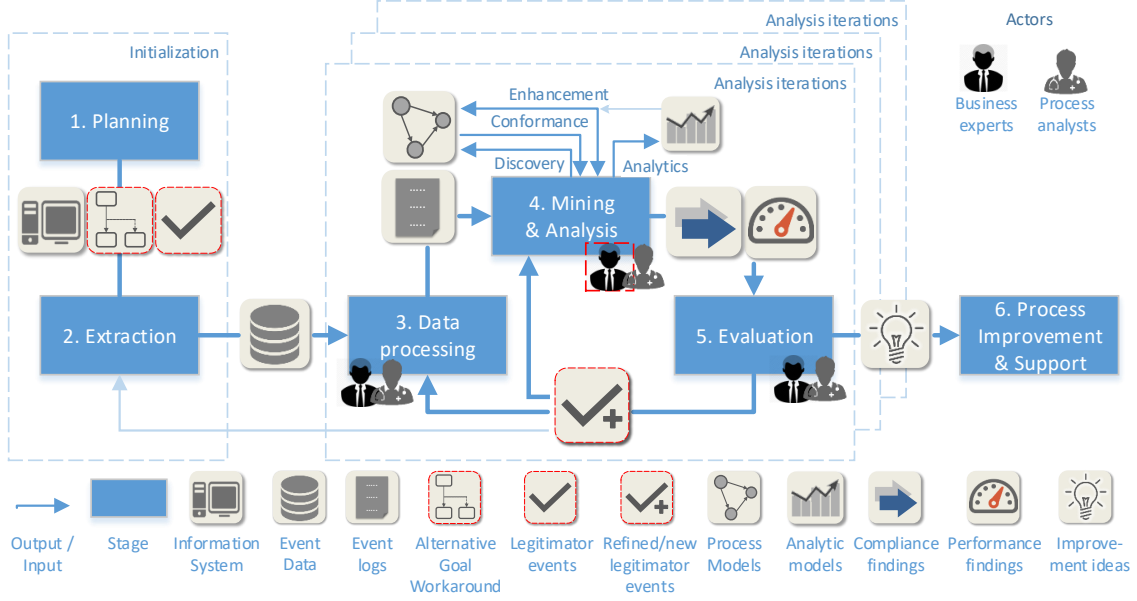 Analysis iterations
Actors
Initialization
Analysis iterations
Analysis iterations
Business
experts
Process
analysts
1. Planning
Enhancement
Conformance
Discovery
Analytics
4. Mining
& Analysis
2. Extraction
3. Data
processing
5. Evaluation
6. Process
Improvement
& Support
Output /
Input
Stage
Information
System
Event
Data
Event
logs
Alternative
Goal
Workaround
Legitimator
events
Refined/new
legitimator
events
Process
Models
Analytic
models
Compliance
findings
Performance
findings
Improve-
ment ideas